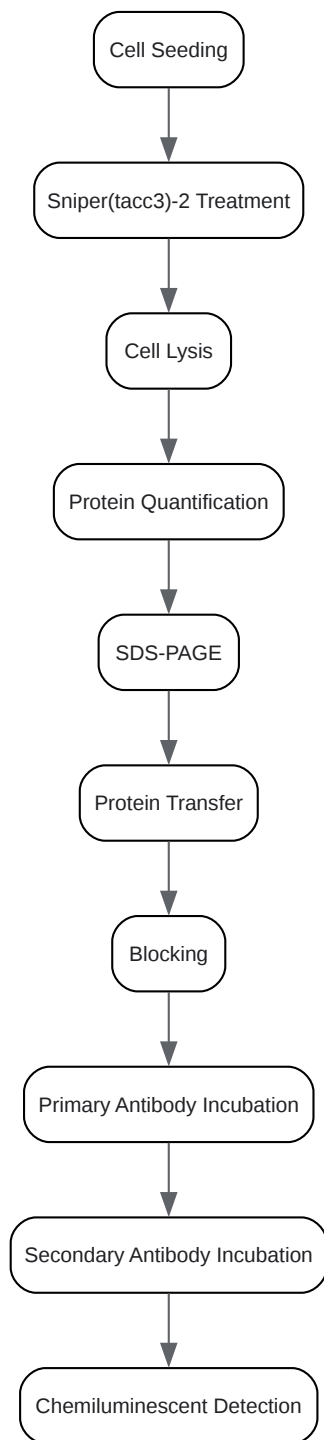 Cell Seeding
Sniper(tacc3)-2 Treatment
Cell Lysis
Protein Quantification
SDS-PAGE
Protein Transfer
Blocking
Primary Antibody Incubation
Secondary Antibody Incubation
Chemiluminescent Detection